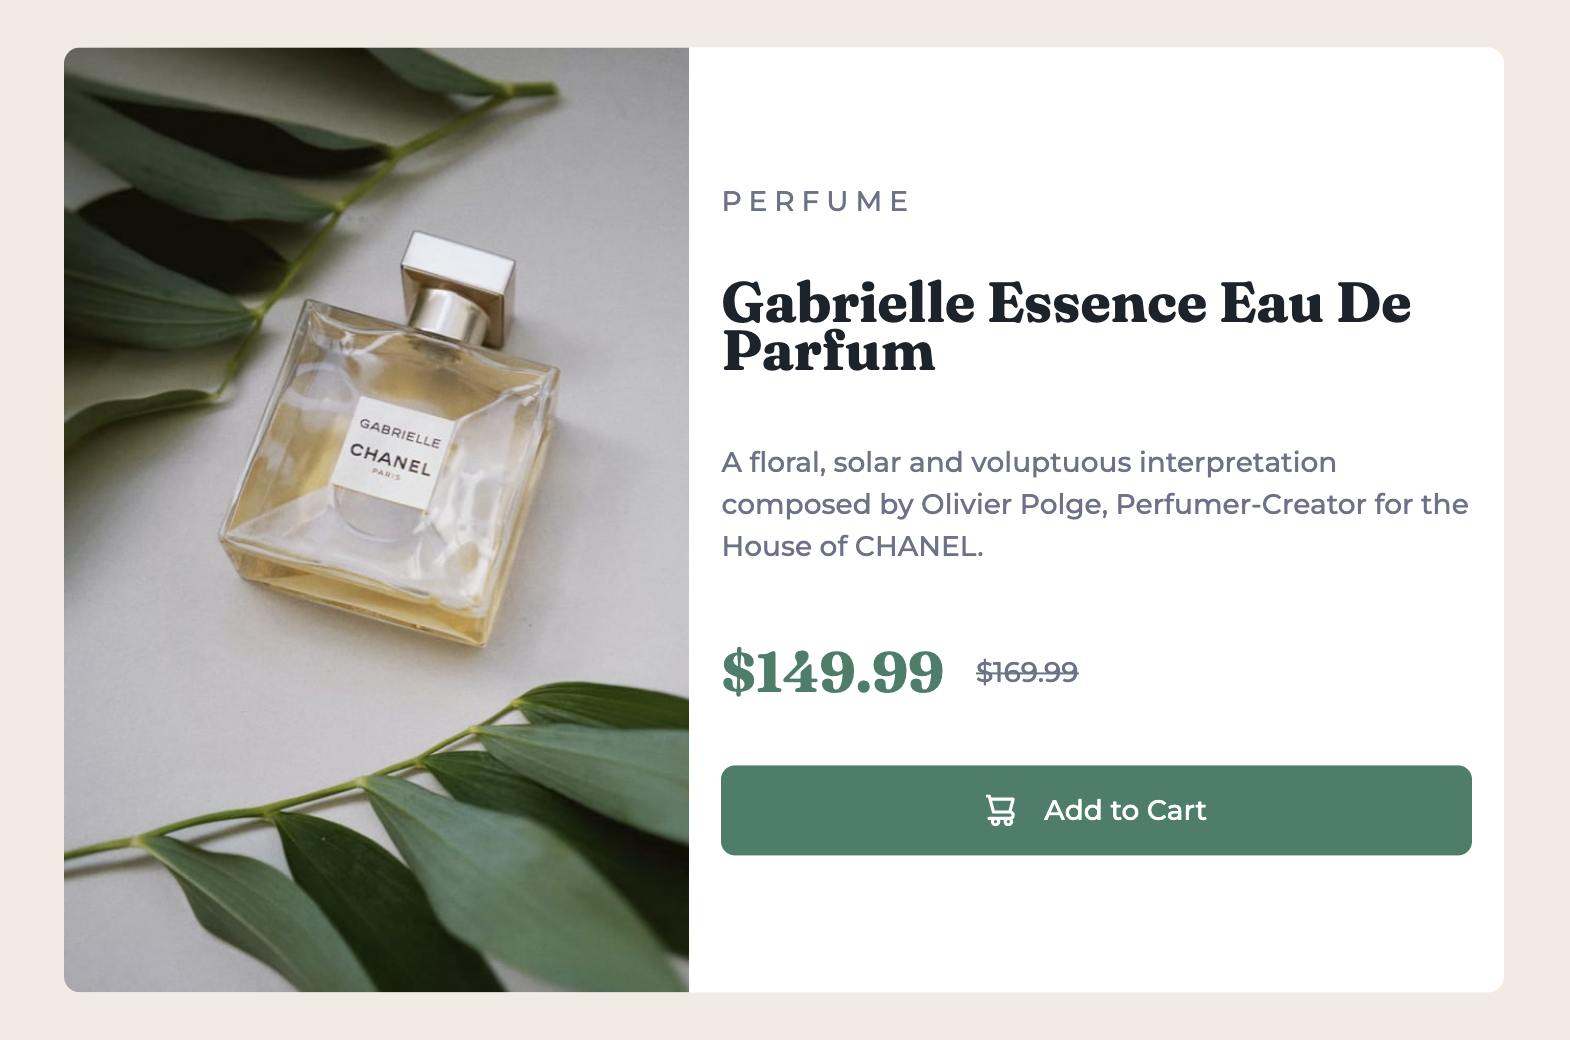 GABRIELLE
CHANEL
PARIS
PERFUME
Gabrielle Essence Eau De
Parfum
A floral, solar and voluptuous interpretation
composed by Olivier Polge, Perfumer-Creator for the
House of CHANEL.
$149.99 $169.99
Add to Cart